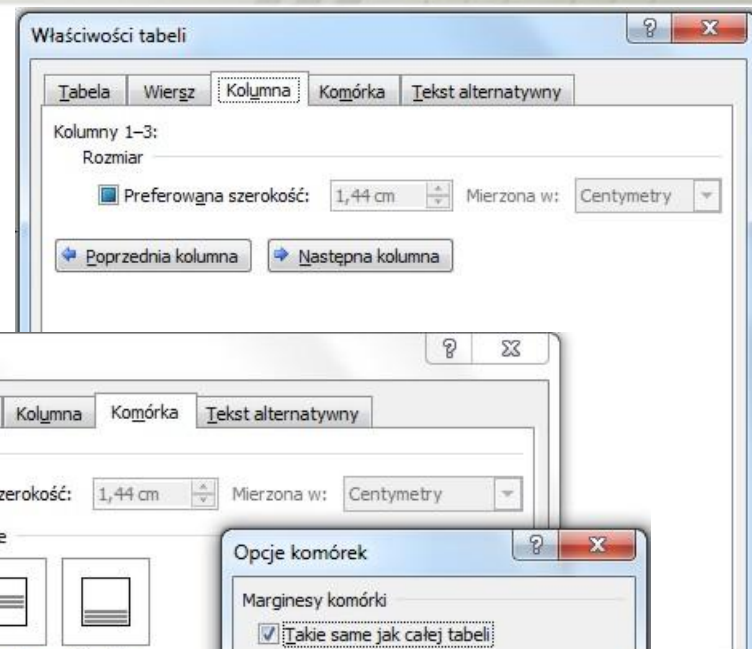 Właściwości tabeli
Tabela Wiersz Kolumna Komórka Tekst alternatywny
Kolumny 1–3:
Rozmiar
Preferowana szerokość: 1,44 cm Mierzona w: Centymetry
Poprzednia kolumna Następna kolumna
Kolumna Komórka Tekst alternatywny
zerokość: 1,44 cm Mierzona w: Centymetry
e
Opcje komórek
Marginesy komórki
Takie same jak całej tabeli